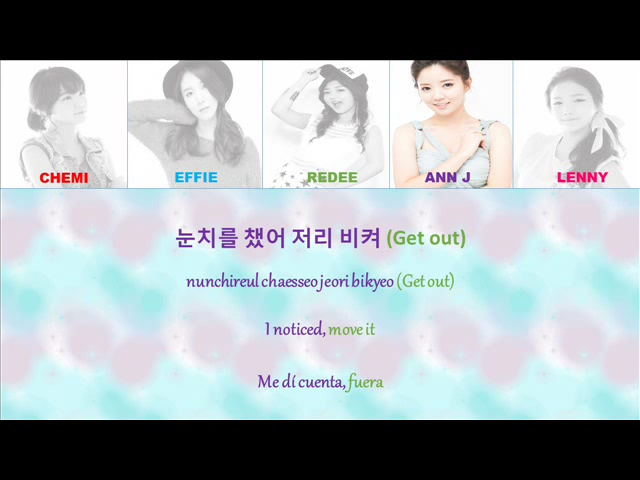 CHEMI EFFIE REDEE ANN J LENNY
눈치를 챘어 저리 비켜 (Get out)
nunchireul chaesseo jeori bikyeo (Get out)
I noticed, move it
Me dí cuenta, fuera